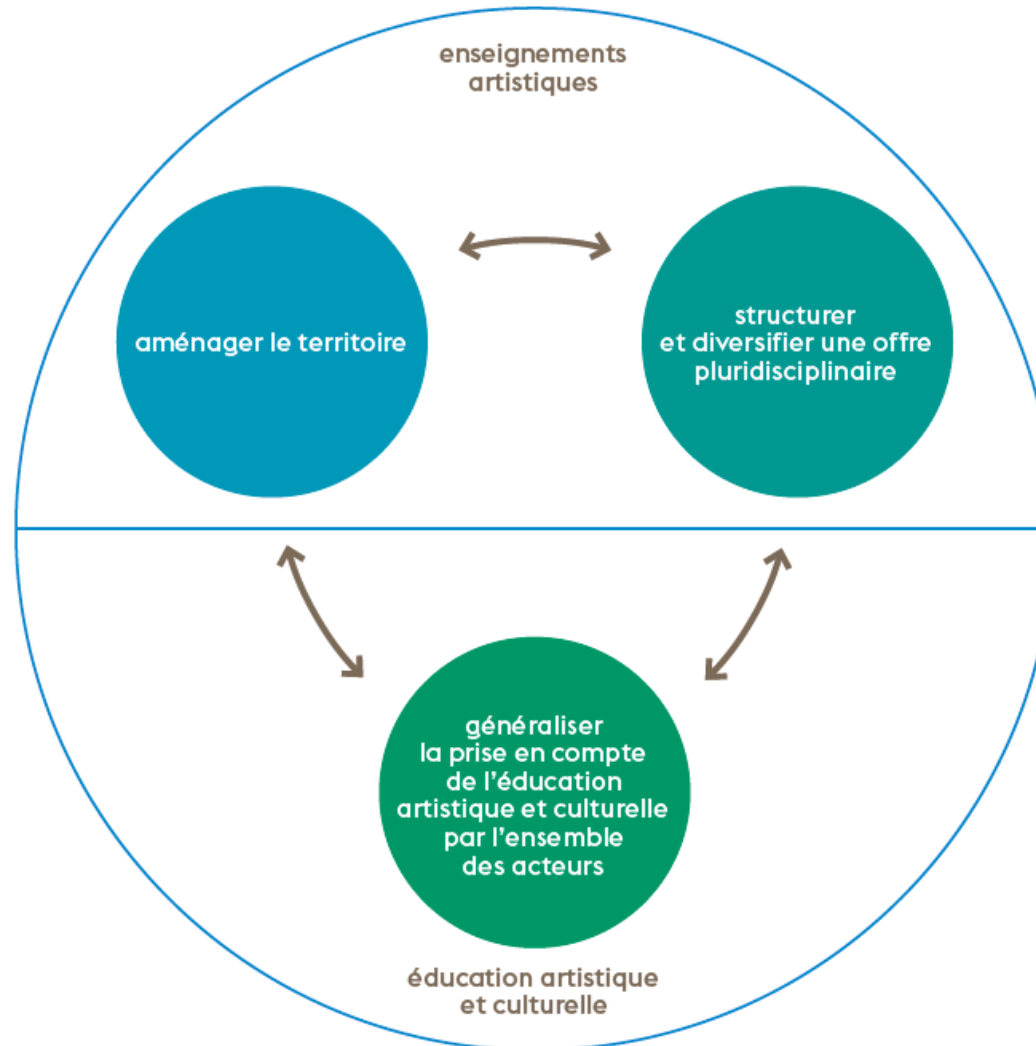 enseignements
artistiques
aménager le territoire
structurer
et diversifier une offre
pluridisciplinaire
généraliser
la prise en compte
de l'éducation
artistique et culturelle
par l'ensemble
des acteurs
éducation artistique
et culturelle